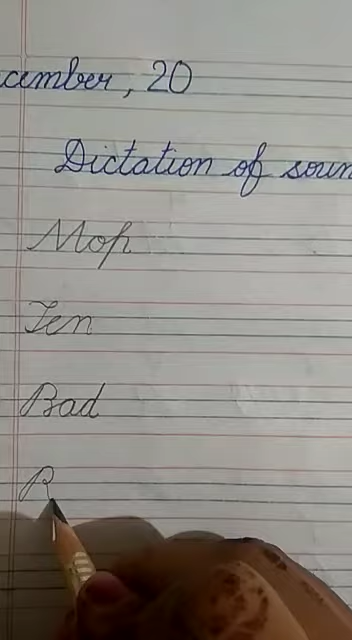 cember, 20
Dictation of soun
Mop
Ten
Bad
R